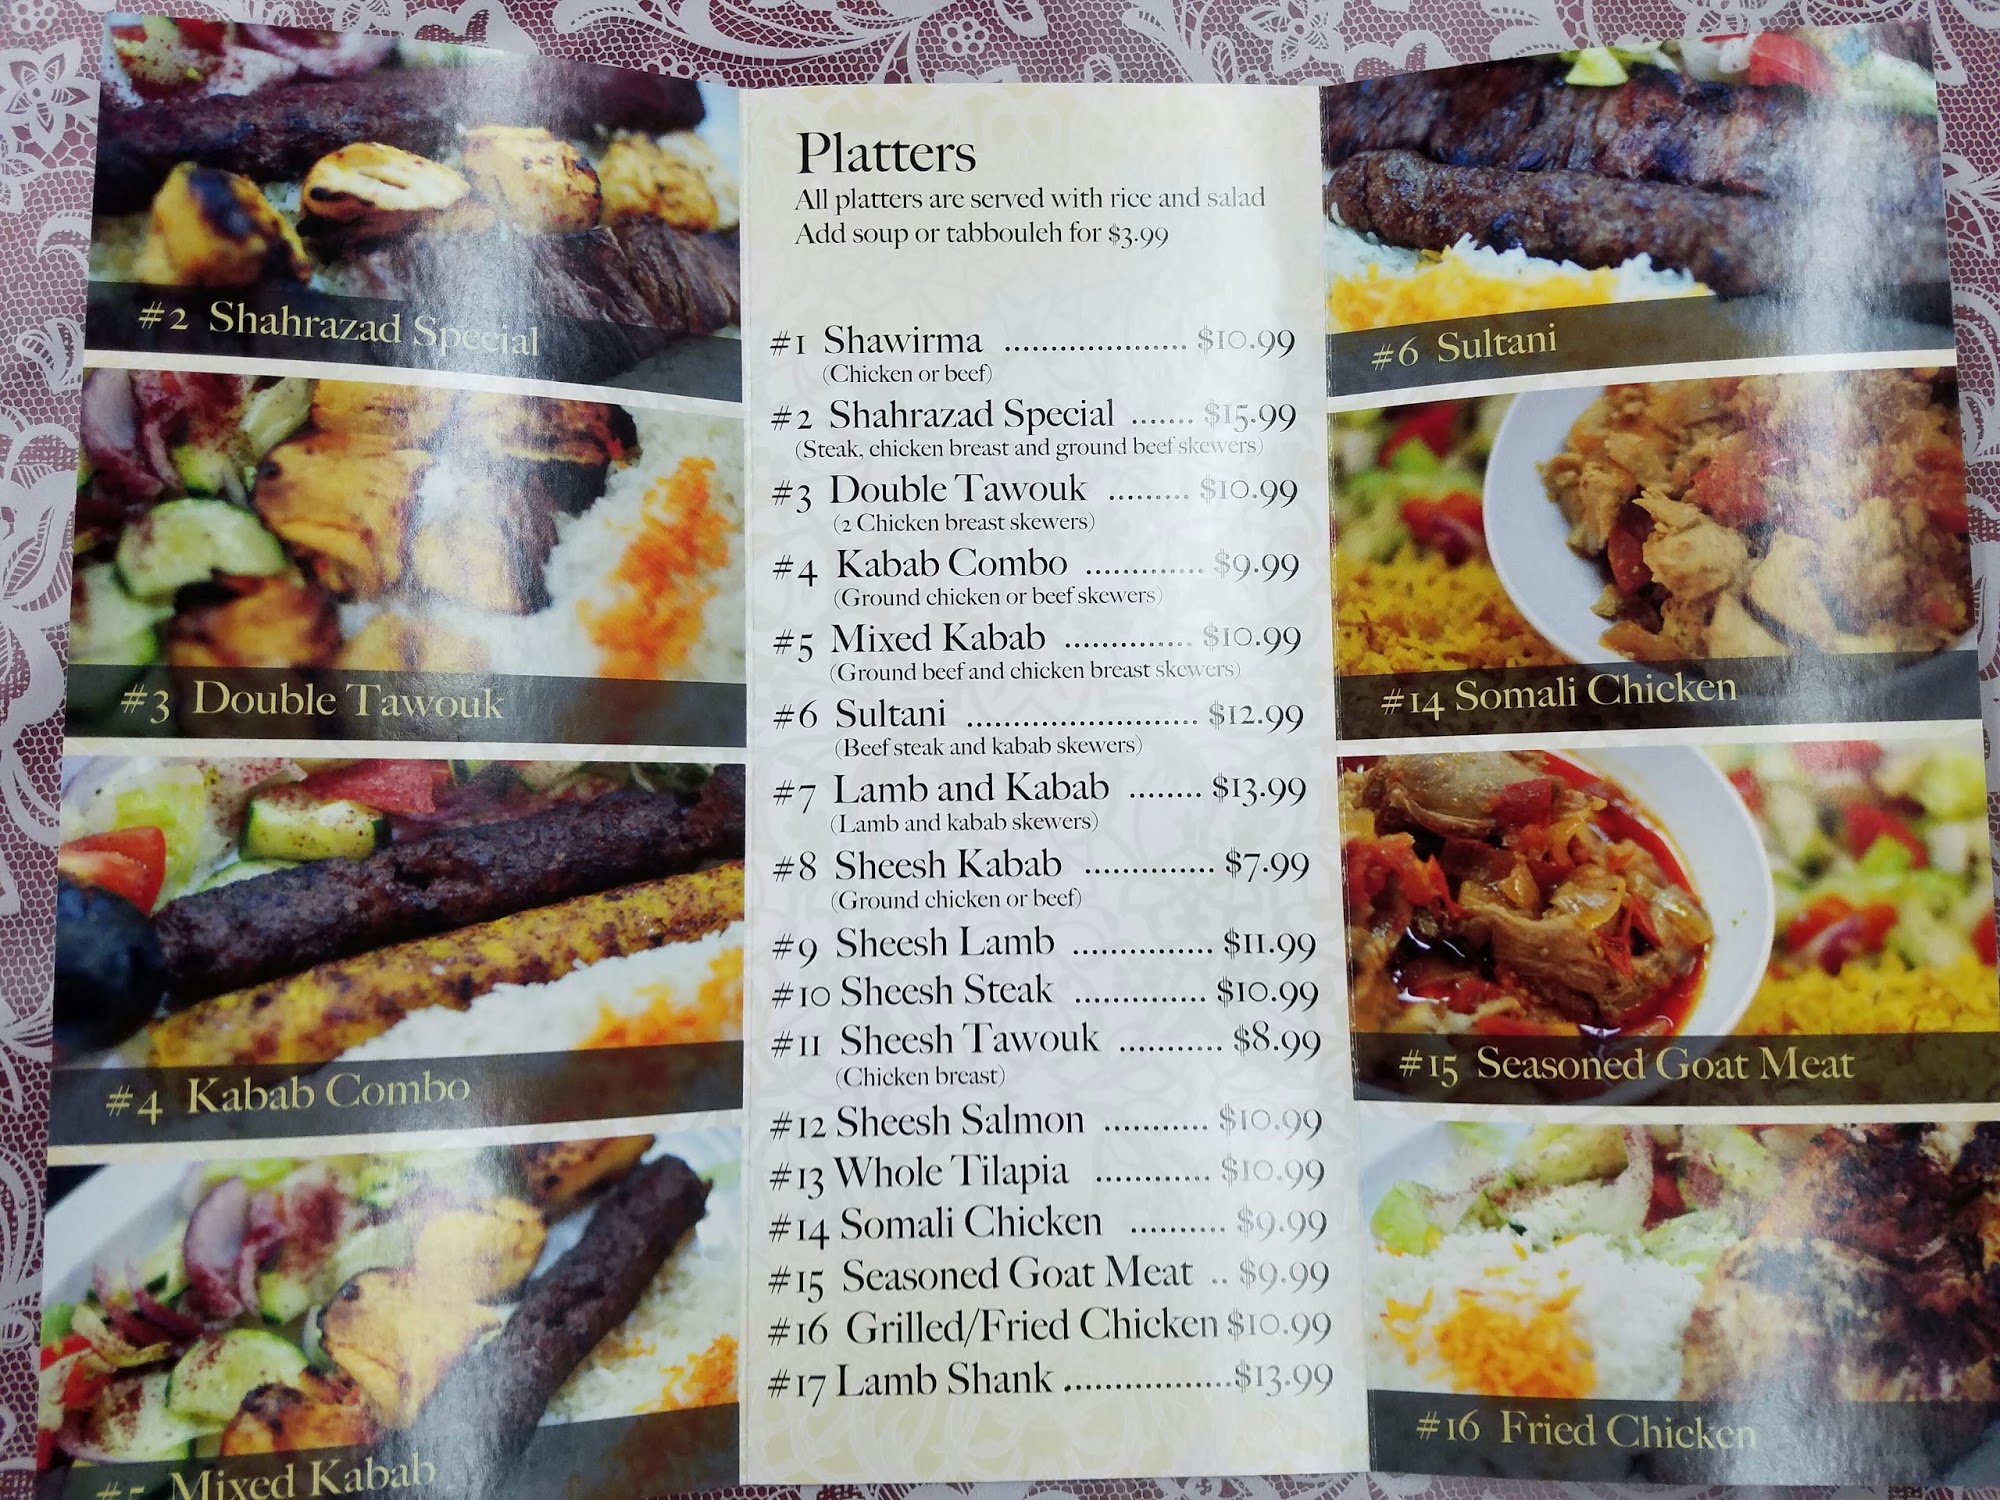 #2 Shahrazad Special
#3 Double Tawouk
#4 Kabab Combo
#5 Mixed Kabab
Platters
All platters are served with rice and salad
Add soup or tabbouleh for $3.99
#1 Shawirma .................... $10.99
(Chicken or beef)
#2 Shahrazad Special ....... $15.99
(Steak, chicken breast and ground beef skewers)
#3 Double Tawouk ......... $10.99
(2 Chicken breast skewers)
#4 Kabab Combo ............. $9.99
(Ground chicken or beef skewers)
#5 Mixed Kabab .............. $10.99
(Ground beef and chicken breast skewers)
#6 Sultani ......................... $12.99
(Beef steak and kabab skewers)
#7 Lamb and Kabab ........ $13.99
(Lamb and kabab skewers)
#8 Sheesh Kabab .............. $7.99
(Ground chicken or beef)
#9 Sheesh Lamb ............... $11.99
#10 Sheesh Steak .............. $10.99
#11 Sheesh Tawouk ........... $8.99
(Chicken breast)
#12 Sheesh Salmon ........... $10.99
#13 Whole Tilapia ............ $10.99
#14 Somali Chicken .......... $9.99
#15 Seasoned Goat Meat .. $9.99
#16 Grilled/Fried Chicken $10.99
#17 Lamb Shank ..................$13.99
#6 Sultani
#14 Somali Chicken
#15 Seasoned Goat Meat
#16 Fried Chicken